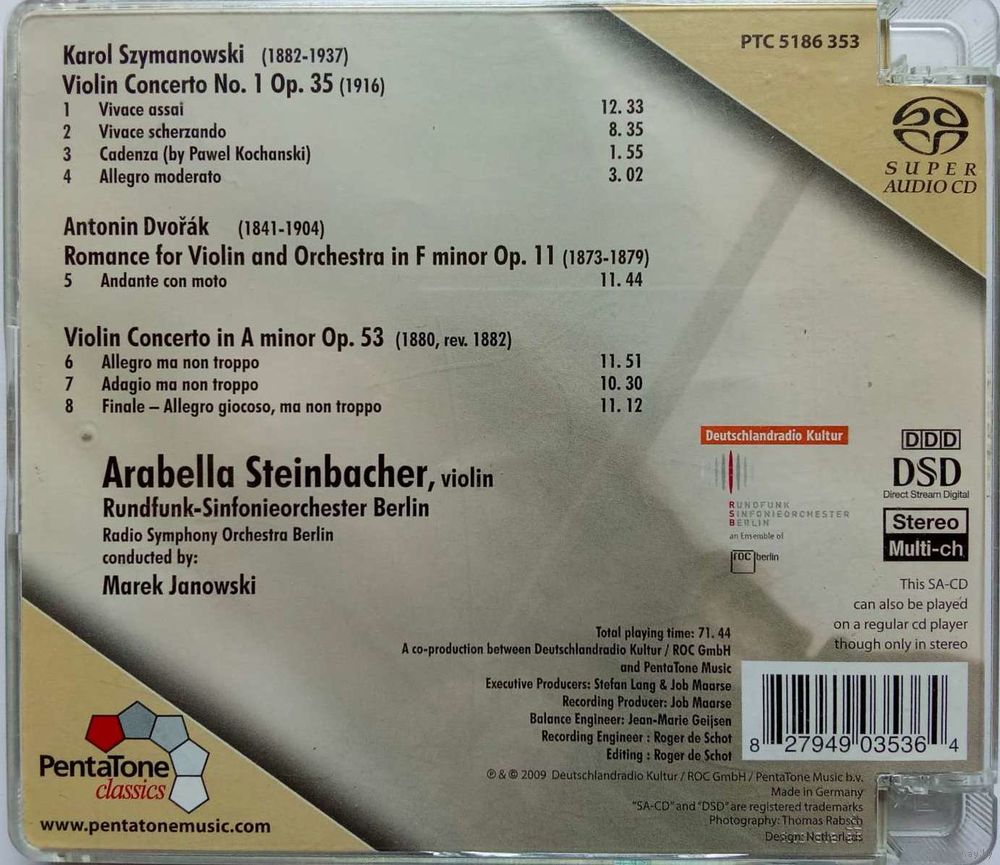 PTC 5186 353
Karol Szymanowski (1882-1937)
Violin Concerto No. 1 Op. 35 (1916)
1 Vivace assai 12. 33
2 Vivace scherzando 8. 35
3 Cadenza (by Pawel Kochanski) 1. 55
4 Allegro moderato 3. 02
SUPER
AUDIO CD
Antonin Dvořák (1841-1904)
Romance for Violin and Orchestra in F minor Op. 11 (1873-1879)
5 Andante con moto 11. 44
Violin Concerto in A minor Op. 53 (1880, rev. 1882)
6 Allegro ma non troppo 11. 51
7 Adagio ma non troppo 10. 30
8 Finale – Allegro giocoso, ma non troppo 11. 12
Arabella Steinbacher, violin
Rundfunk-Sinfonieorchester Berlin
Radio Symphony Orchestra Berlin
conducted by:
Marek Janowski
Deutschlandradio Kultur
RUNDFUNK
SINFONIEORCHESTER
BERLIN
an Ensemble of
roc berlin
DDD
DSD
Direct Stream Digital
Stereo
Multi-ch
This SA-CD
can also be played
on a regular cd player
though only in stereo
Total playing time: 71. 44
A co-production between Deutschlandradio Kultur / ROC GmbH
and PentaTone Music
Executive Producers: Stefan Lang & Job Maarse
Recording Producer: Job Maarse
Balance Engineer: Jean-Marie Geijsen
Recording Engineer : Roger de Schot
Editing : Roger de Schot
8 27949 03536 4
℗ & © 2009 Deutschlandradio Kultur / ROC GmbH / PentaTone Music b.v.
Made in Germany
"SA-CD" and "DSD" are registered trademarks
Photography: Thomas Rabsch
Design: Netherlads
PentaTone
classics
www.pentatonemusic.com